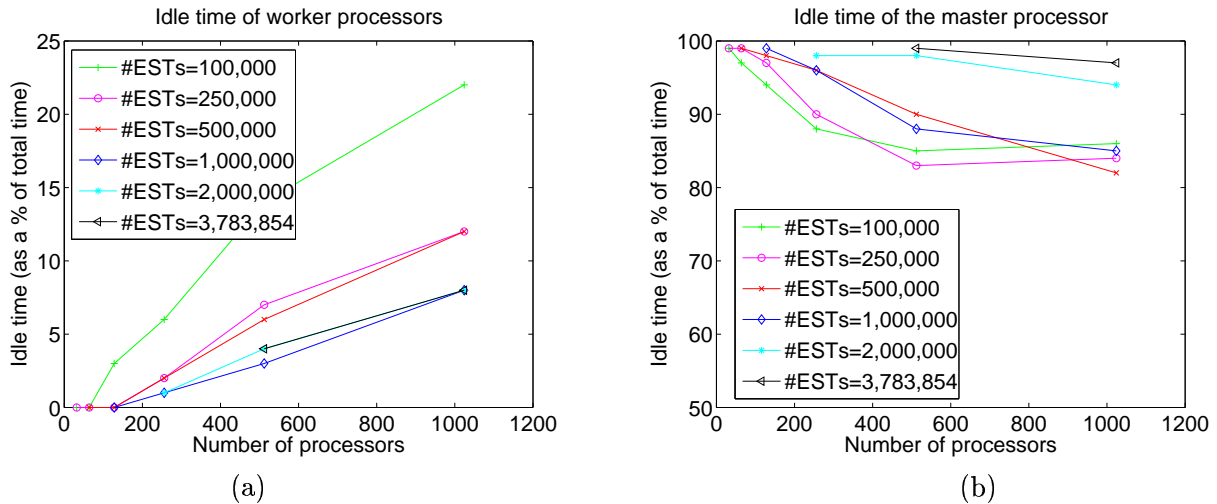 Idle time of worker processors
Idle time (as a % of total time)
25
20
15
10
5
0
#ESTs=100,000
#ESTs=250,000
#ESTs=500,000
#ESTs=1,000,000
#ESTs=2,000,000
#ESTs=3,783,854
0 200 400 600 800 1000 1200
Number of processors
(a)
Idle time of the master processor
Idle time (as a % of total time)
100
90
80
70
60
50
#ESTs=100,000
#ESTs=250,000
#ESTs=500,000
#ESTs=1,000,000
#ESTs=2,000,000
#ESTs=3,783,854
0 200 400 600 800 1000 1200
Number of processors
(b)